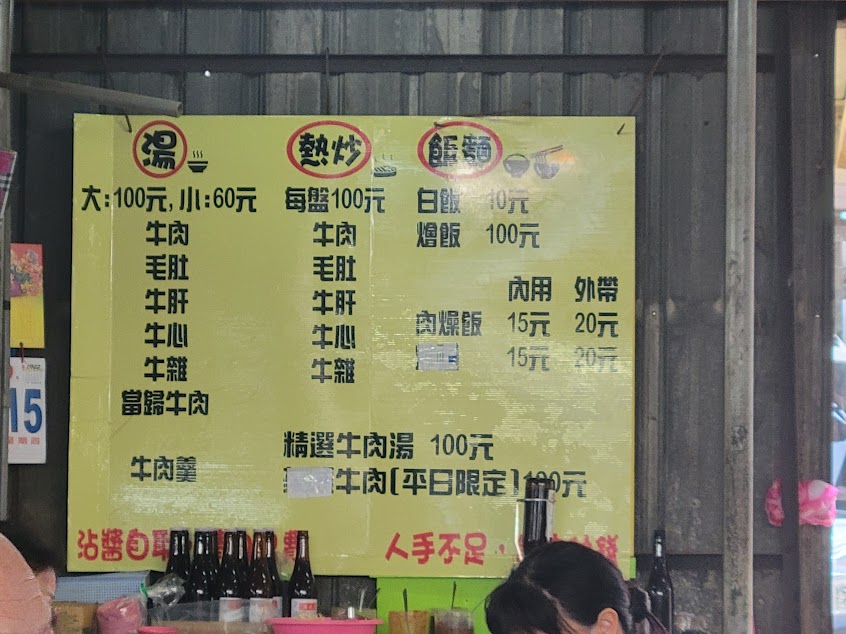 湯
大:100元,小:60元
牛肉
毛肚
牛肝
牛心
牛雜
當歸牛肉
牛肉羹
熱炒
每盤100元
牛肉
毛肚
牛肝
牛心
牛雜
飯麵
白飯 10元
燴飯 100元
內用 外帶
肉燥飯 15元 20元
15元 20元
精選牛肉湯 100元
牛肉(平日限定)100元
沾醬自取
人手不足,
15